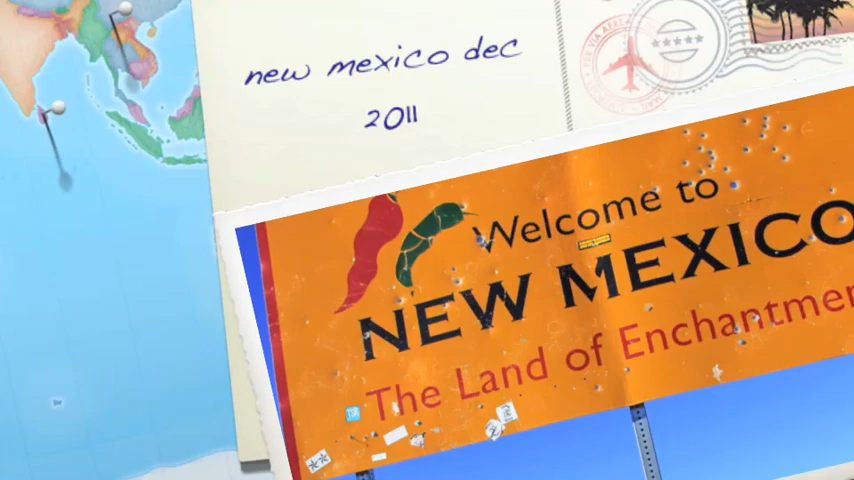 new mexico dec
2011
Welcome to
NEW MEXICO
The Land of Enchantmen